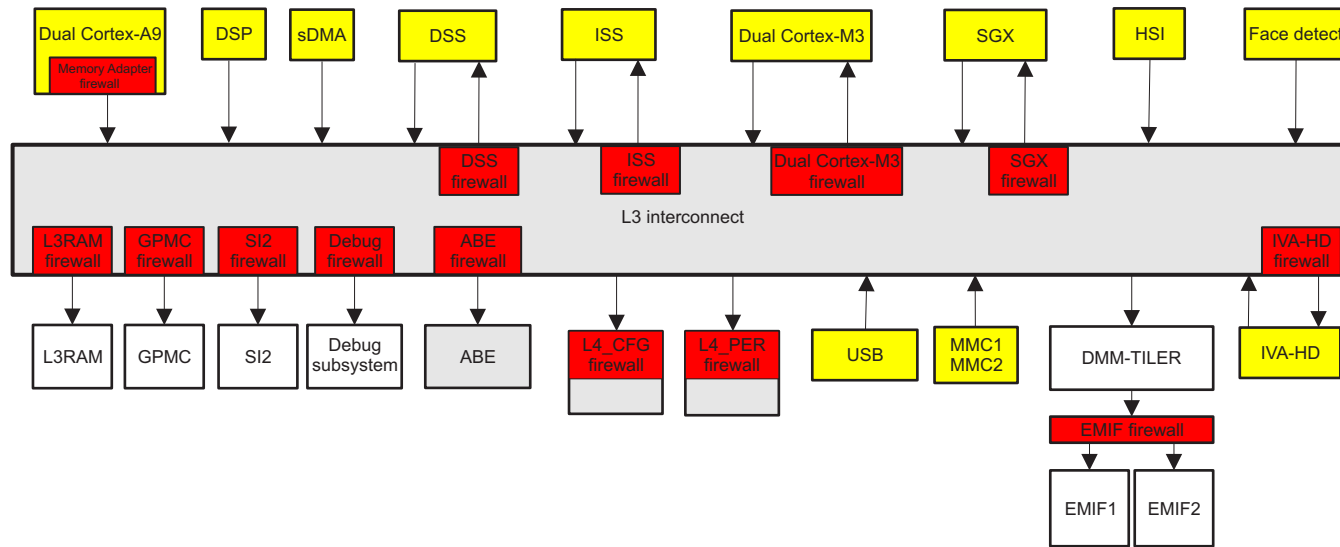 Dual Cortex-A9
Memory Adapter
firewall
DSP
sDMA
DSS
ISS
Dual Cortex-M3
SGX
HSI
Face detect
DSS
firewall
ISS
firewall
Dual Cortex-M3
firewall
SGX
firewall
L3 interconnect
L3RAM
firewall
GPMC
firewall
SI2
firewall
Debug
firewall
ABE
firewall
IVA-HD
firewall
L3RAM
GPMC
SI2
Debug
subsystem
ABE
L4_CFG
firewall
L4_PER
firewall
USB
MMC1
MMC2
DMM-TILER
IVA-HD
EMIF firewall
EMIF1
EMIF2